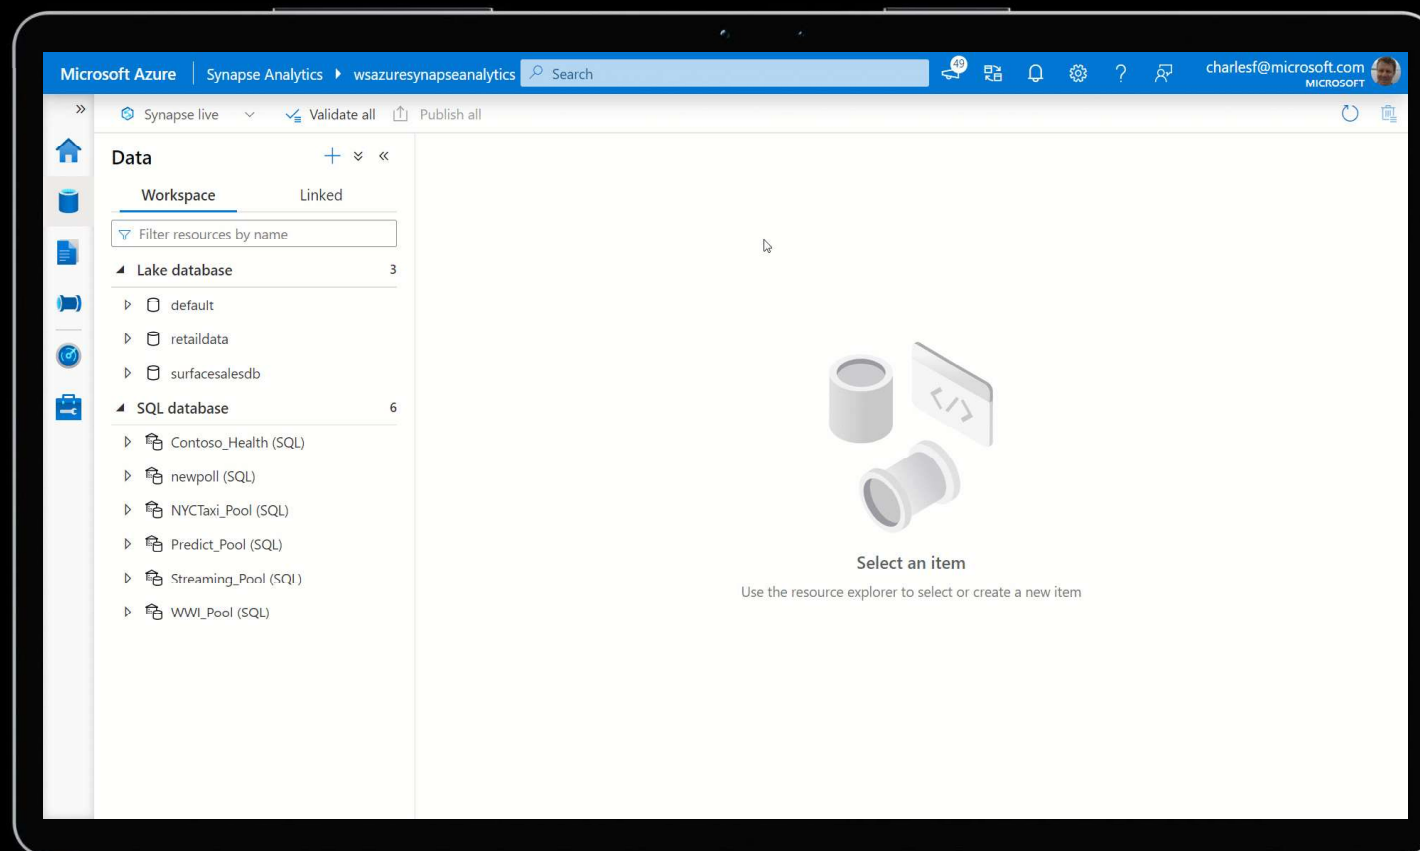 Microsoft Azure Synapse Analytics wsazuresynapseanalytics Search 49 ? charlesf@microsoft.com
MICROSOFT
» Synapse live Validate all Publish all
Data + «
Workspace Linked
Filter resources by name
Lake database 3
default
retaildata
surfacesalesdb
SQL database 6
Contoso_Health (SQL)
newpoll (SQL)
NYCTaxi_Pool (SQL)
Predict_Pool (SQL)
Streaming_Pool (SQL)
WWI_Pool (SQL)
</>
Select an item
Use the resource explorer to select or create a new item